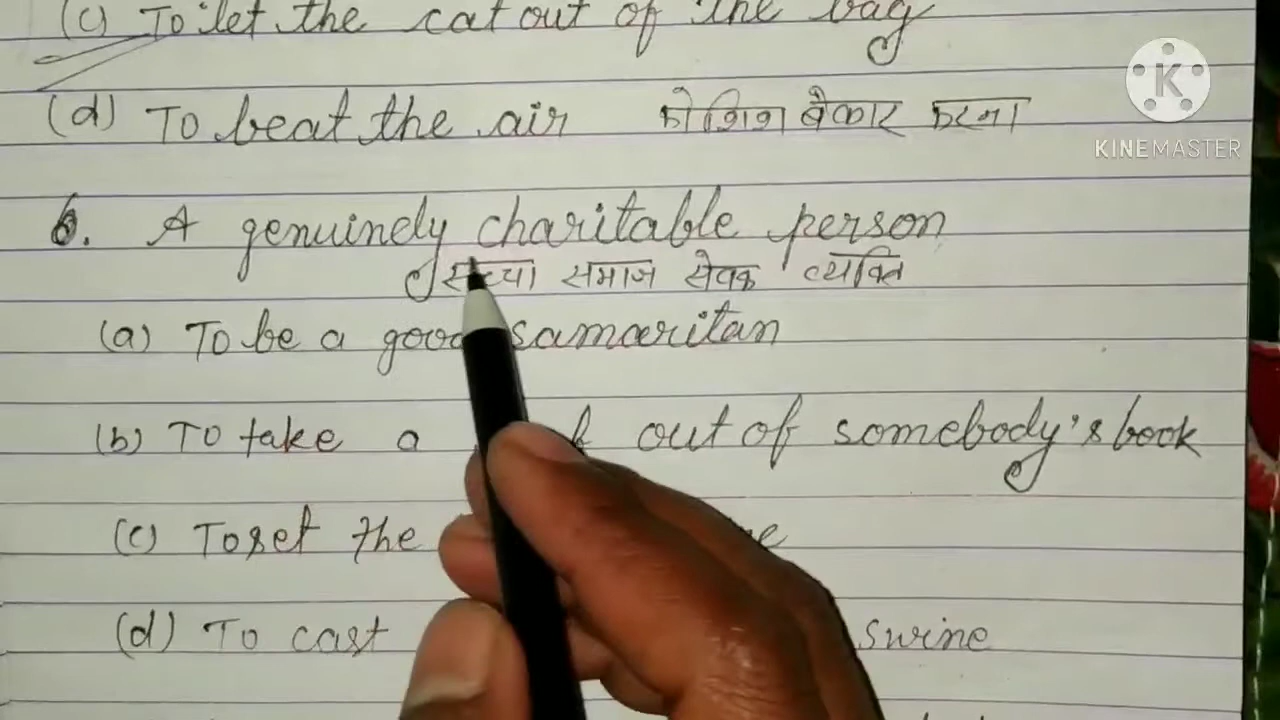 (c) To let the cat out of the bag
(d) To beat the air कोशिश बेकार करना
K
KINEMASTER
6. A genuinely charitable person
सच्चा समाज सेवक व्यक्ति
(a) To be a good samaritan
(b) To take a out of somebody's book
(c) To set the
(d) To cast swine